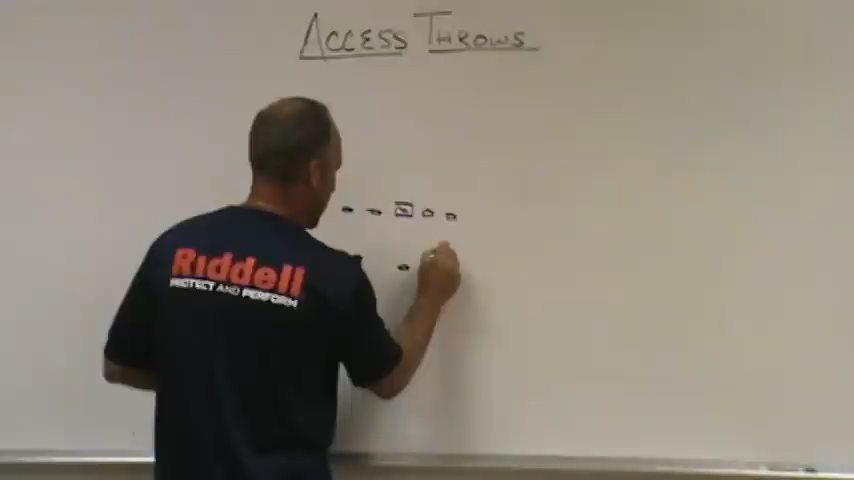 ACCESS THROWS
Riddell
PROTECT AND PERFORM